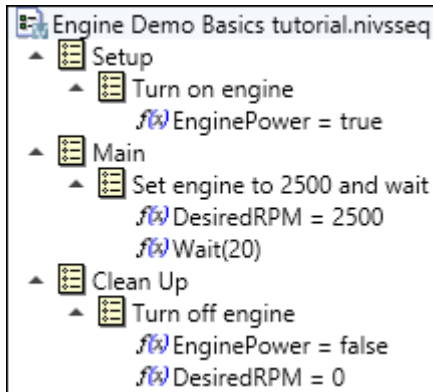 Engine Demo Basics tutorial.nivsseq
Setup
Turn on engine
f(x) EnginePower = true
Main
Set engine to 2500 and wait
f(x) DesiredRPM = 2500
f(x) Wait(20)
Clean Up
Turn off engine
f(x) EnginePower = false
f(x) DesiredRPM = 0